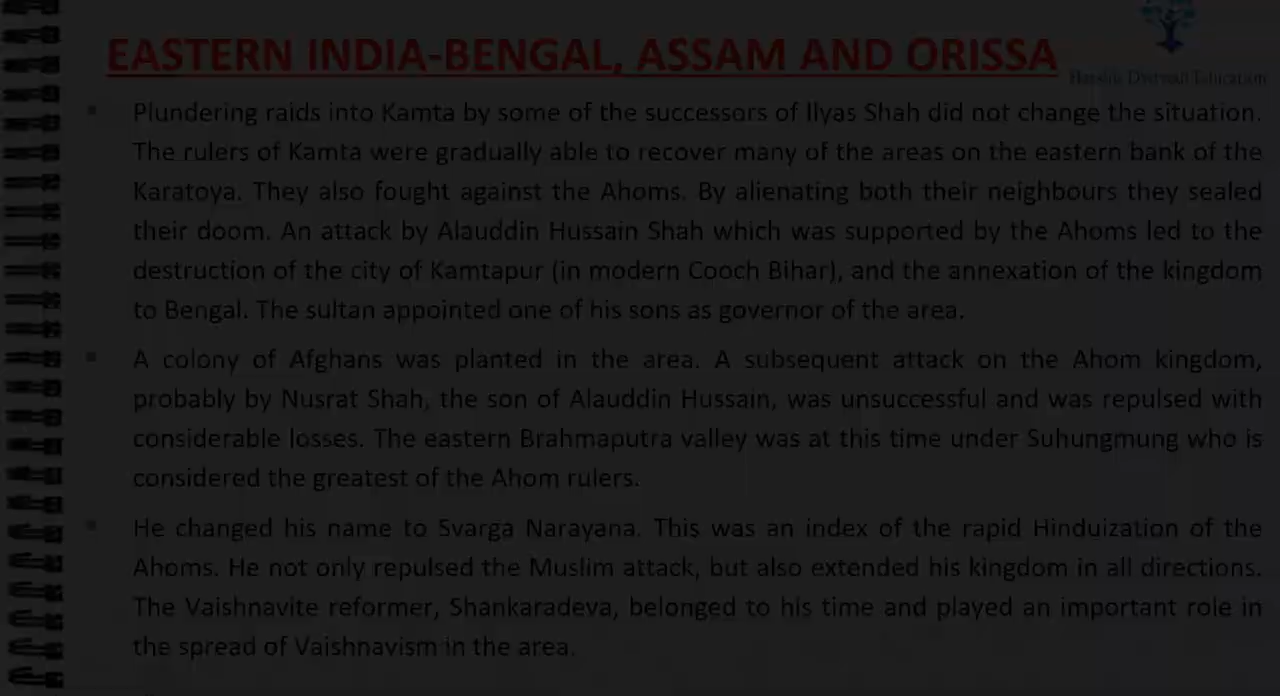 EASTERN INDIA-BENGAL, ASSAM AND ORISSA
Harshit Dwivedi Education
Plundering raids into Kamta by some of the successors of Ilyas Shah did not change the situation.
The rulers of Kamta were gradually able to recover many of the areas on the eastern bank of the
Karatoya. They also fought against the Ahoms. By alienating both their neighbours they sealed
their doom. An attack by Alauddin Hussain Shah which was supported by the Ahoms led to the
destruction of the city of Kamtapur (in modern Cooch Bihar), and the annexation of the kingdom
to Bengal. The sultan appointed one of his sons as governor of the area.
A colony of Afghans was planted in the area. A subsequent attack on the Ahom kingdom,
probably by Nusrat Shah, the son of Alauddin Hussain, was unsuccessful and was repulsed with
considerable losses. The eastern Brahmaputra valley was at this time under Suhungmung who is
considered the greatest of the Ahom rulers.
He changed his name to Svarga Narayana. This was an index of the rapid Hinduization of the
Ahoms. He not only repulsed the Muslim attack, but also extended his kingdom in all directions.
The Vaishnavite reformer, Shankaradeva, belonged to his time and played an important role in
the spread of Vaishnavism in the area.